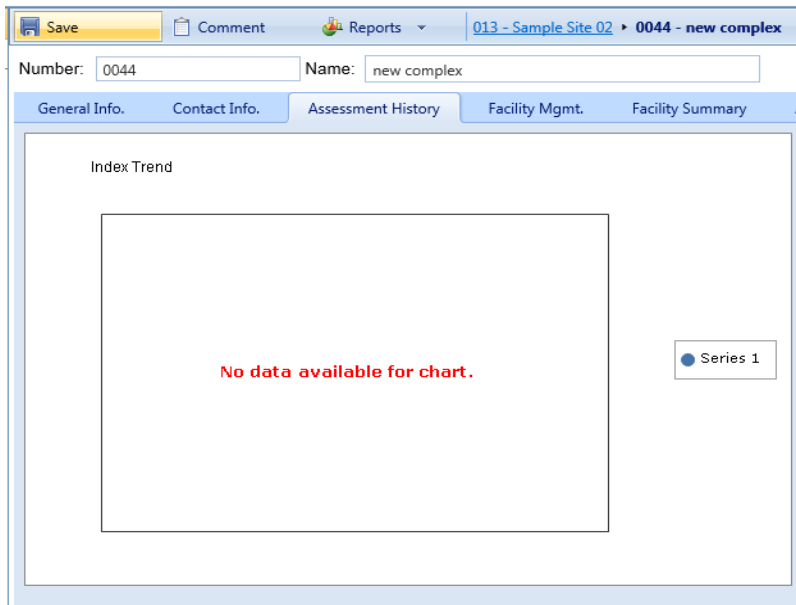 Save Comment Reports 013 - Sample Site 02 ‣ 0044 - new complex
Number: 0044 Name: new complex
General Info. Contact Info. Assessment History Facility Mgmt. Facility Summary
Index Trend
No data available for chart.
Series 1